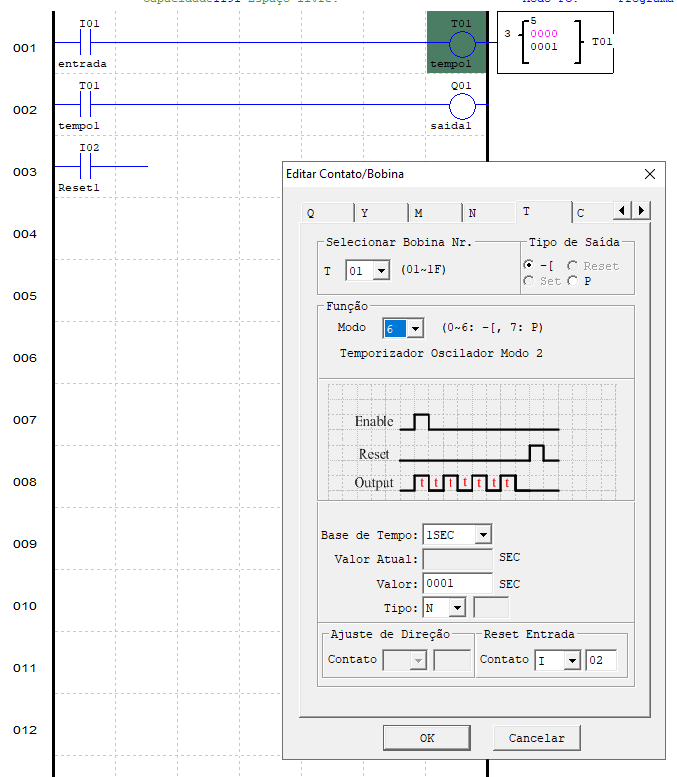 Espaço livre:
Programa
001
I01
entrada
T01
tempo1
3
5
0000
0001
T01
002
T01
tempo1
Q01
saida1
003
I02
Reset1
004
005
006
007
008
009
010
011
012
Editar Contato/Bobina
Q Y M N T C
Selecionar Bobina Nr.
T 01 (01~1F)
Tipo de Saída
-[ Reset
Set P
Função
Modo 6 (0~6: -[, 7: P)
Temporizador Oscilador Modo 2
Enable
Reset
Output t t t t t t t
Base de Tempo: 1SEC
Valor Atual: SEC
Valor: 0001 SEC
Tipo: N
Ajuste de Direção
Contato
Reset Entrada
Contato I 02
OK Cancelar